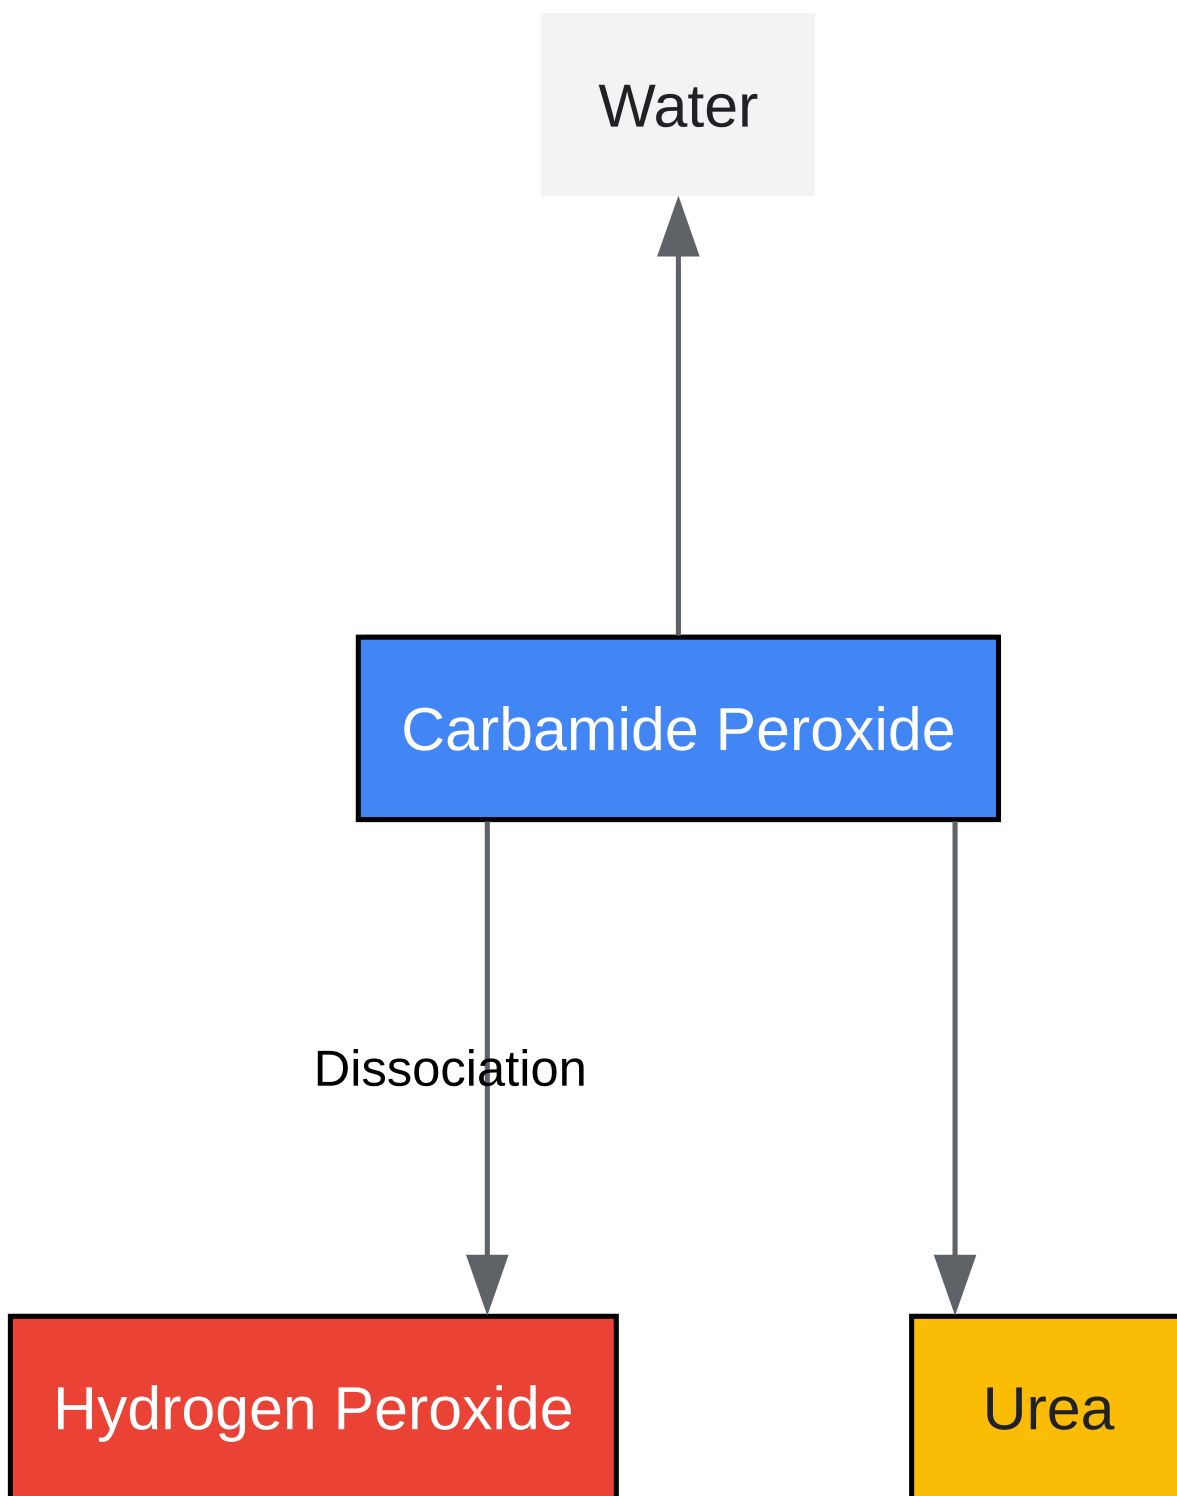 Water
Carbamide Peroxide
Dissociation
Hydrogen Peroxide
Urea